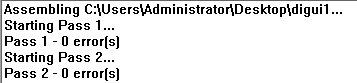 Assembling C:\Users\Administrator\Desktop\digui1...
Starting Pass 1...
Pass 1 - 0 error(s)
Starting Pass 2...
Pass 2 - 0 error(s)